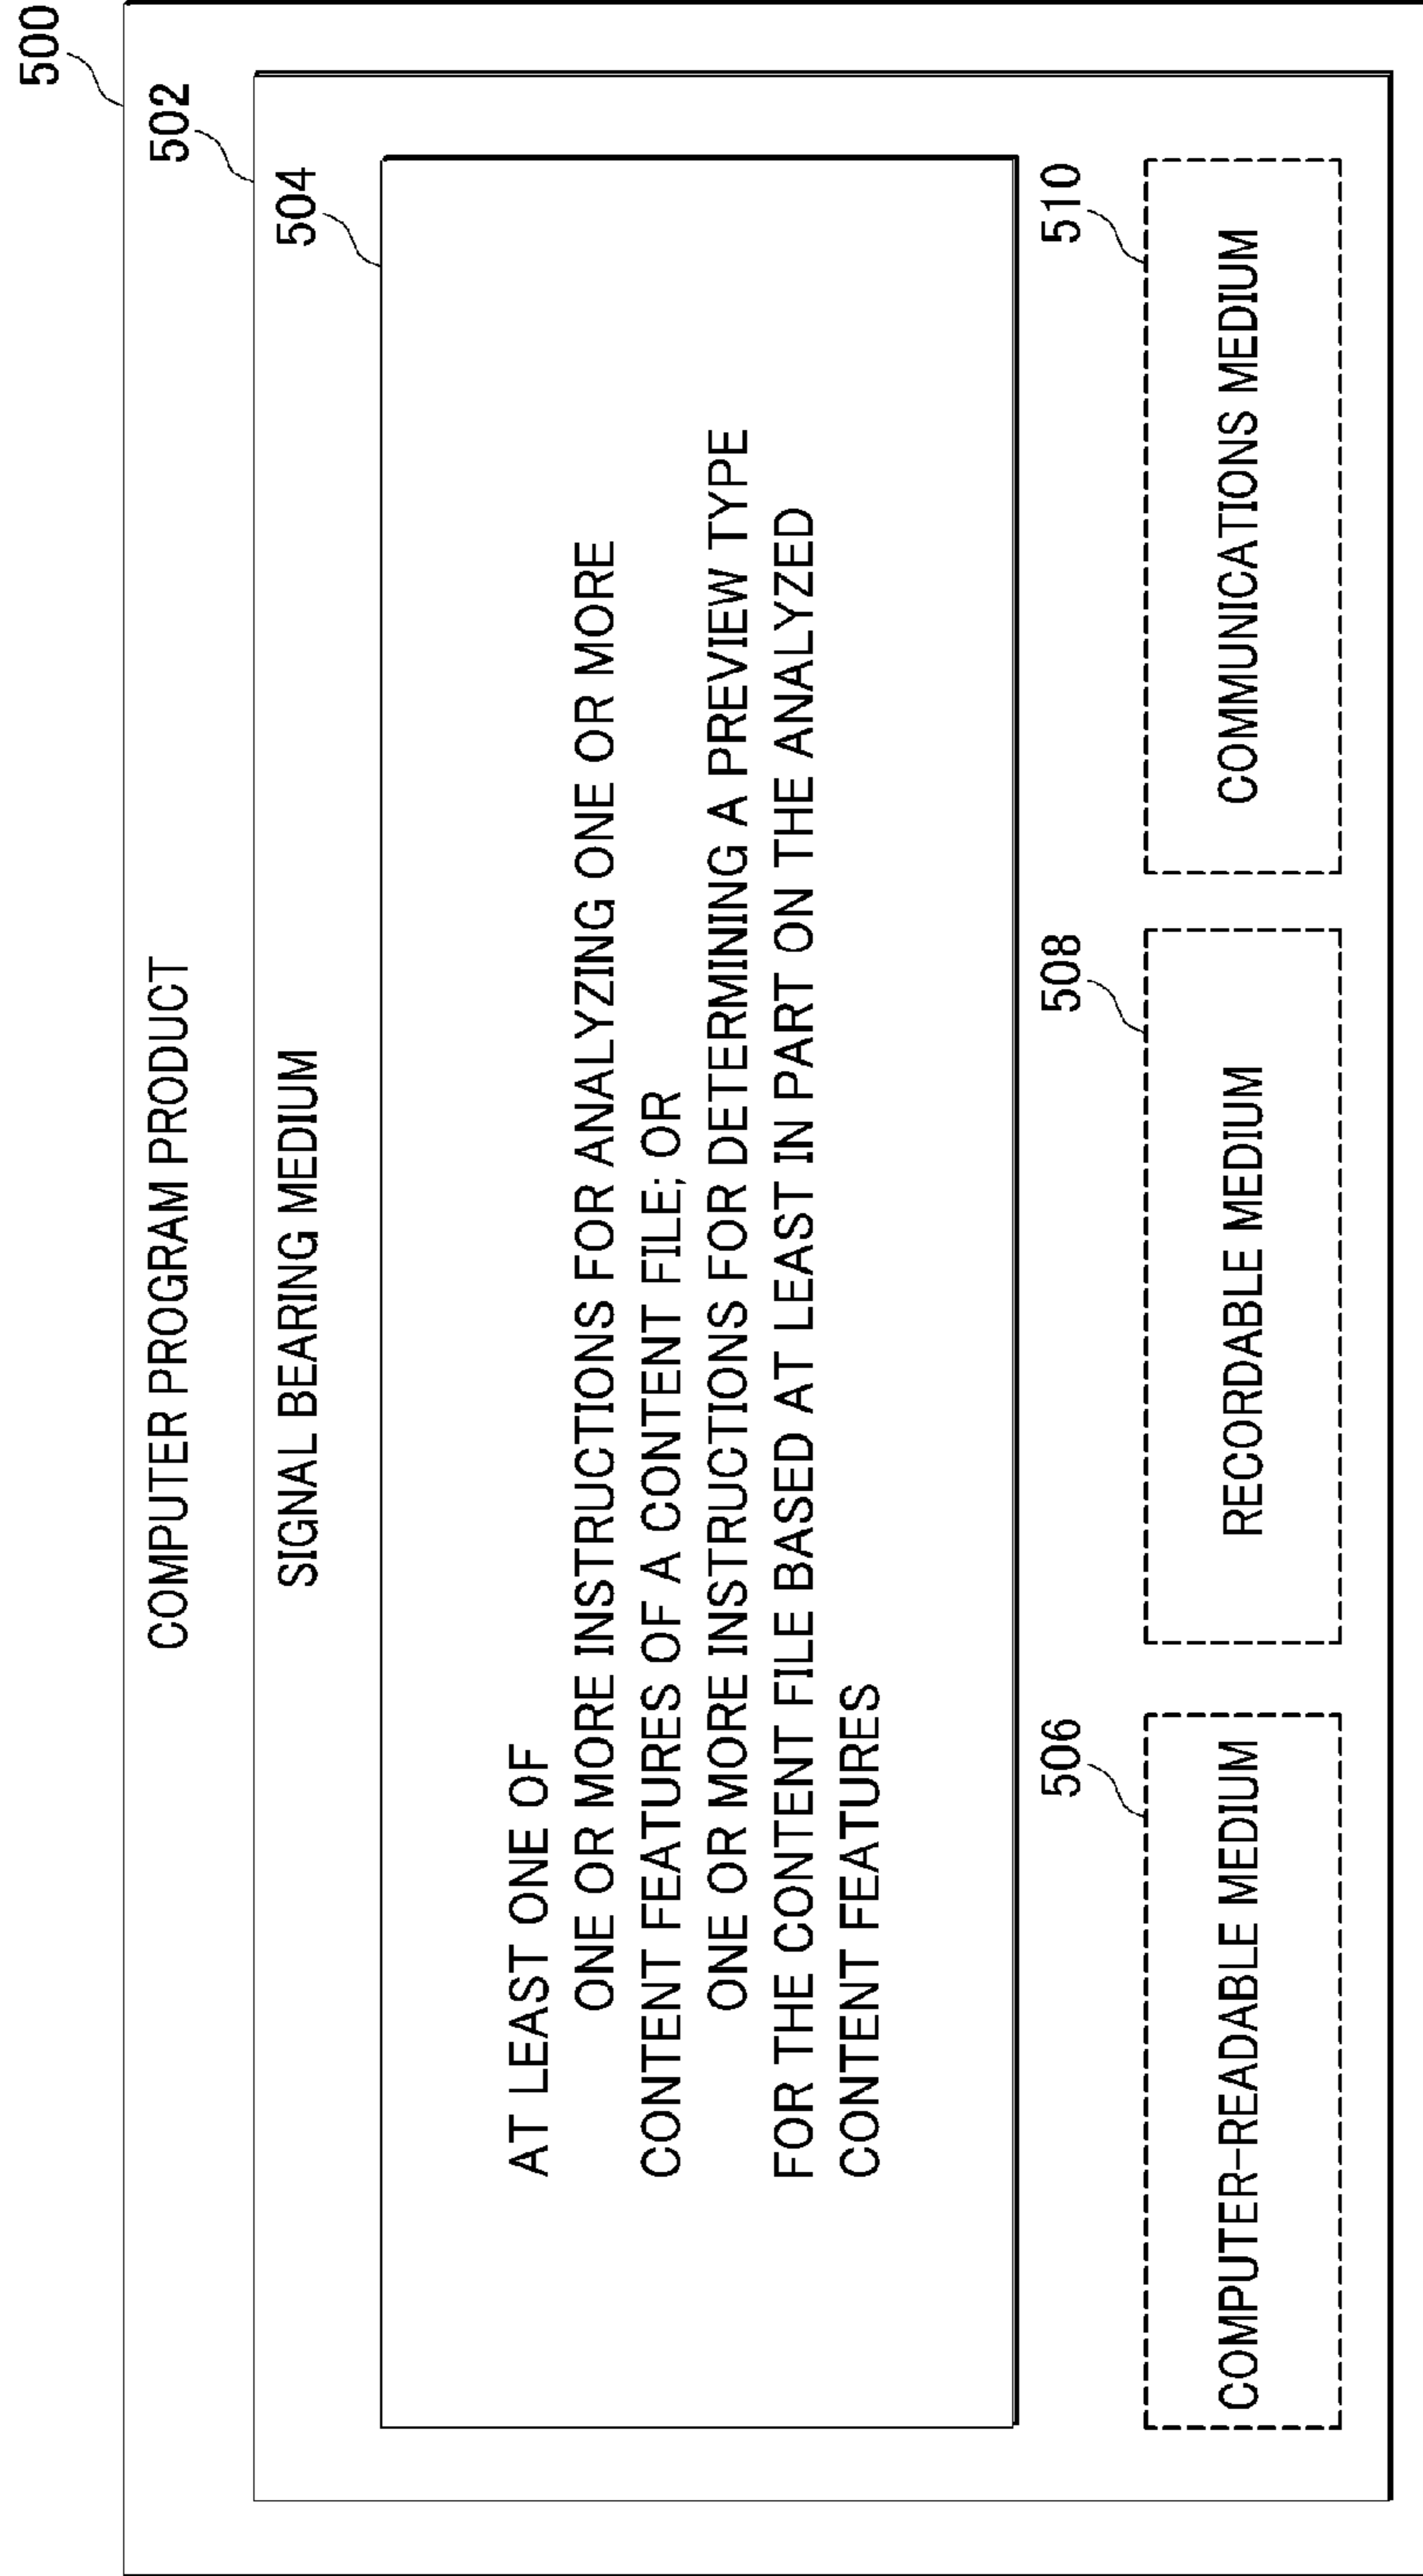 500
COMPUTER PROGRAM PRODUCT
502
SIGNAL BEARING MEDIUM
504
AT LEAST ONE OF
ONE OR MORE INSTRUCTIONS FOR ANALYZING ONE OR MORE
CONTENT FEATURES OF A CONTENT FILE; OR
ONE OR MORE INSTRUCTIONS FOR DETERMINING A PREVIEW TYPE
FOR THE CONTENT FILE BASED AT LEAST IN PART ON THE ANALYZED
CONTENT FEATURES
506
COMPUTER-READABLE MEDIUM
508
RECORDABLE MEDIUM
510
COMMUNICATIONS MEDIUM